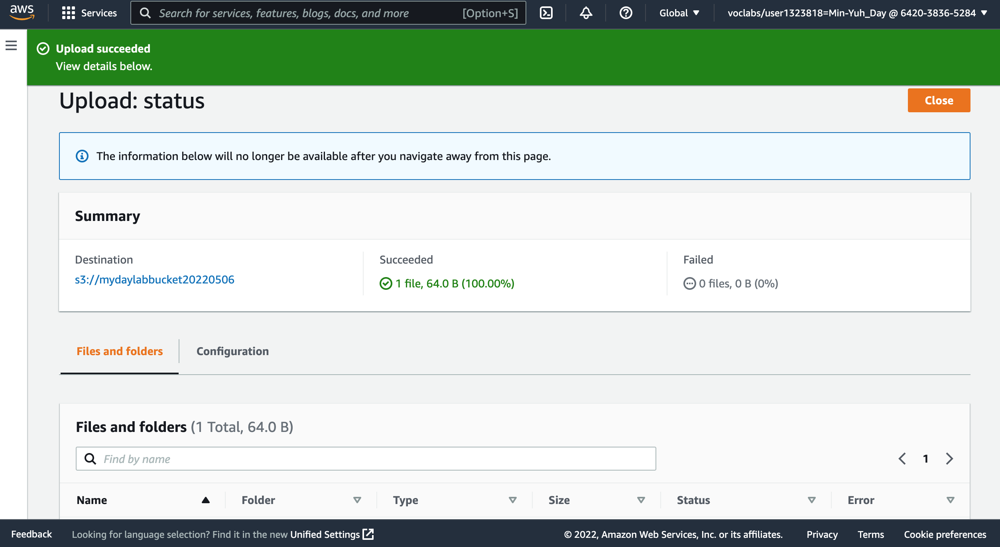 aws
Services
Search for services, features, blogs, docs, and more
[Option+S]
Global
voclabs/user1323818=Min-Yuh_Day @ 6420-3836-5284
Upload succeeded
View details below.
Upload: status
Close
The information below will no longer be available after you navigate away from this page.
Summary
Destination
s3://mydaylabbucket20220506
Succeeded
1 file, 64.0 B (100.00%)
Failed
0 files, 0 B (0%)
Files and folders
Configuration
Files and folders (1 Total, 64.0 B)
Find by name
1
Name
Folder
Type
Size
Status
Error
Feedback
Looking for language selection? Find it in the new Unified Settings
© 2022, Amazon Web Services, Inc. or its affiliates.
Privacy
Terms
Cookie preferences